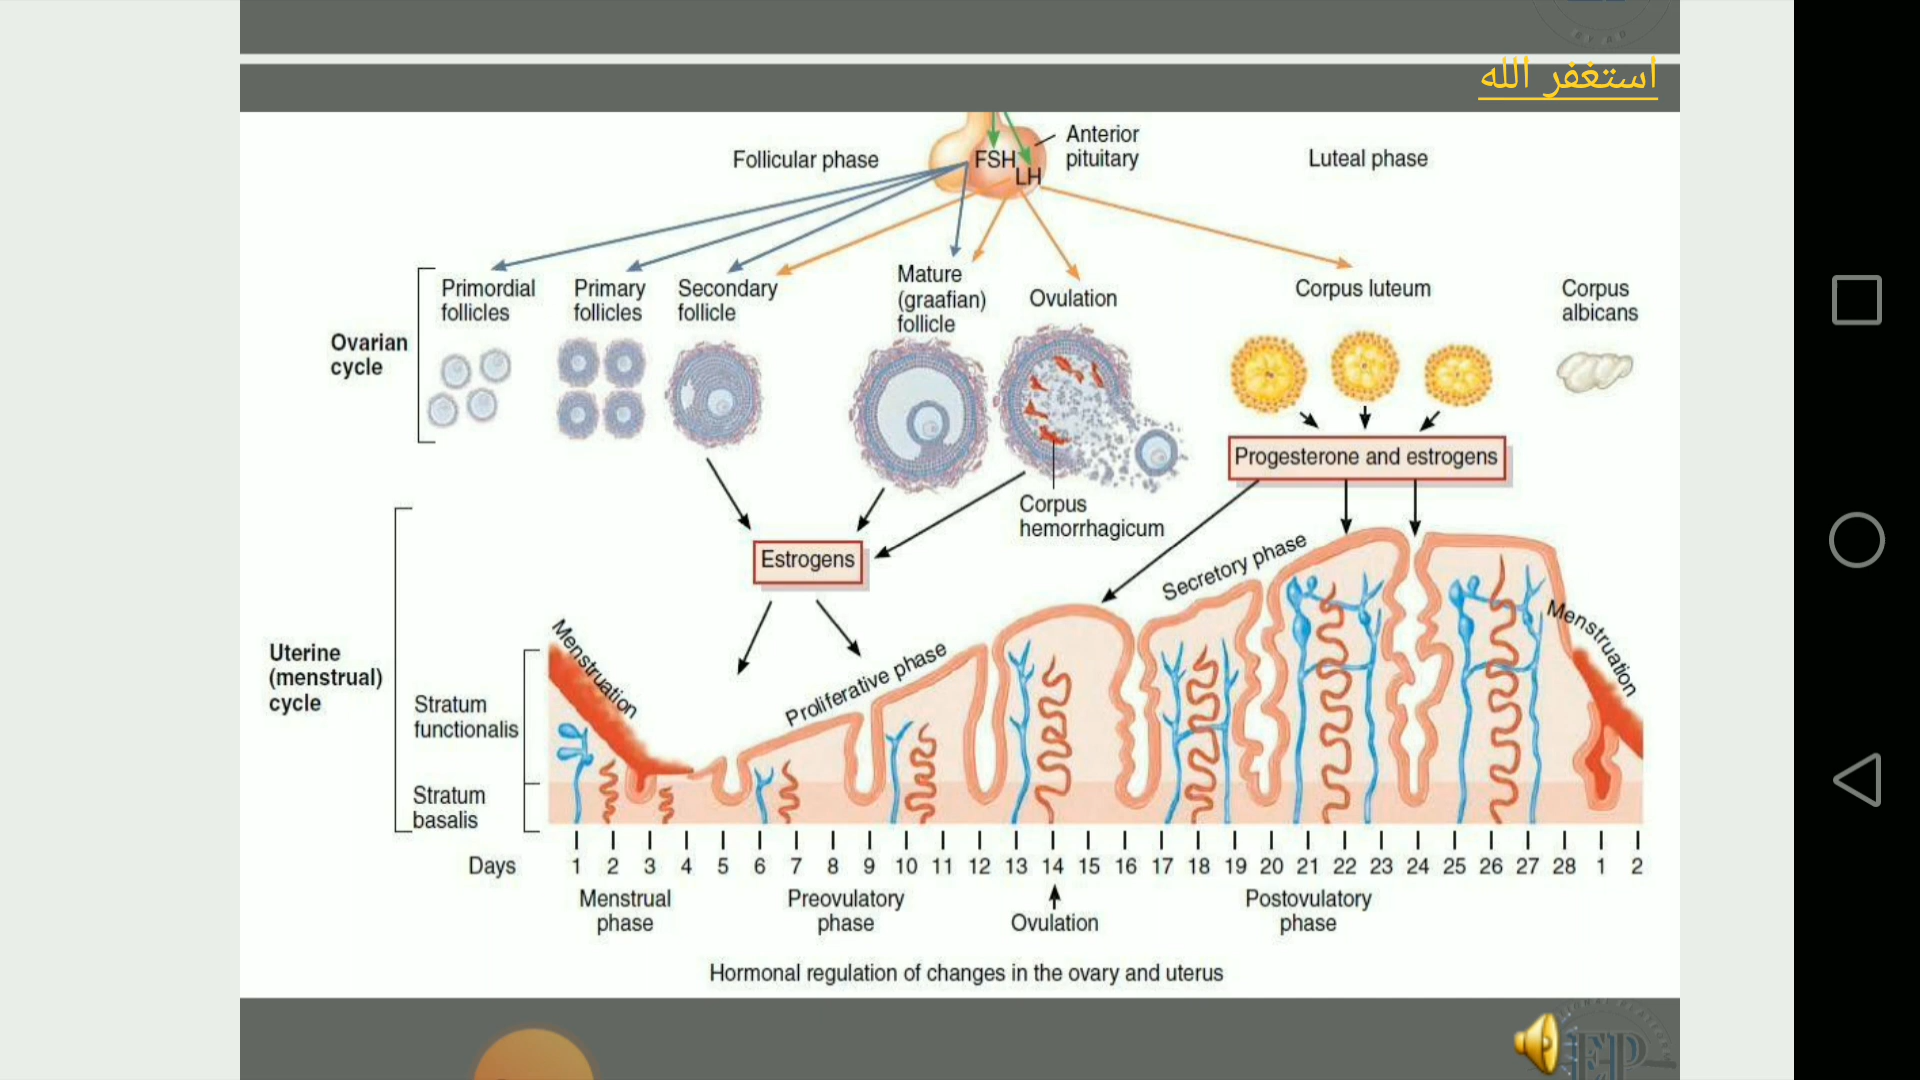 استغفر الله
Anterior
pituitary
Follicular phase
FSH
LH
Luteal phase
Primordial
follicles
Primary
follicles
Secondary
follicle
Mature
(graafian)
follicle
Ovulation
Corpus luteum
Corpus
albicans
Ovarian
cycle
Progesterone and estrogens
Corpus
hemorrhagicum
Estrogens
Secretory phase
Menstruation
Menstruation
Proliferative phase
Uterine
(menstrual)
cycle
Stratum
functionalis
Stratum
basalis
Days 1 2 3 4 5 6 7 8 9 10 11 12 13 14 15 16 17 18 19 20 21 22 23 24 25 26 27 28 1 2
Menstrual
phase
Preovulatory
phase
Ovulation
Postovulatory
phase
Hormonal regulation of changes in the ovary and uterus
EP